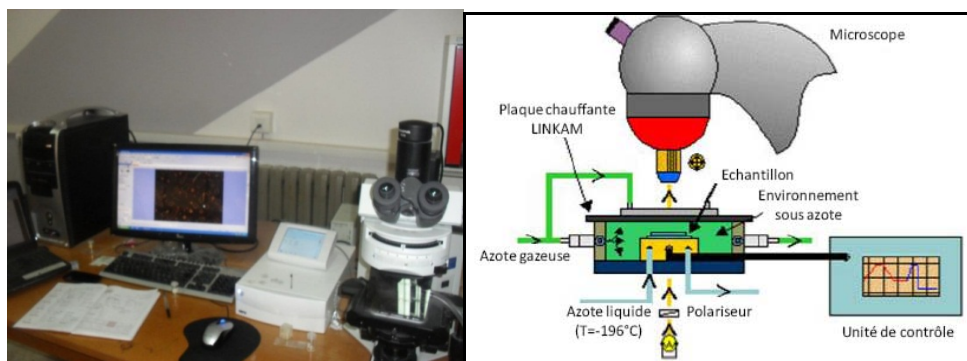 Microscope
Plaque chauffante
LINKAM
Echantillon
Environnement
sous azote
Azote gazeuse
Azote liquide
(T=-196°C)
Polariseur
Unité de contrôle